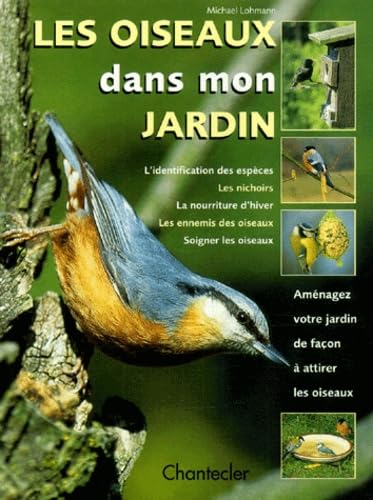 Michael Lohmann
LES OISEAUX
dans mon
JARDIN
L'identification des espèces
Les nichoirs
La nourriture d'hiver
Les ennemis des oiseaux
Soigner les oiseaux
Aménagez
votre jardin
de façon
à attirer
les oiseaux
Chantecler